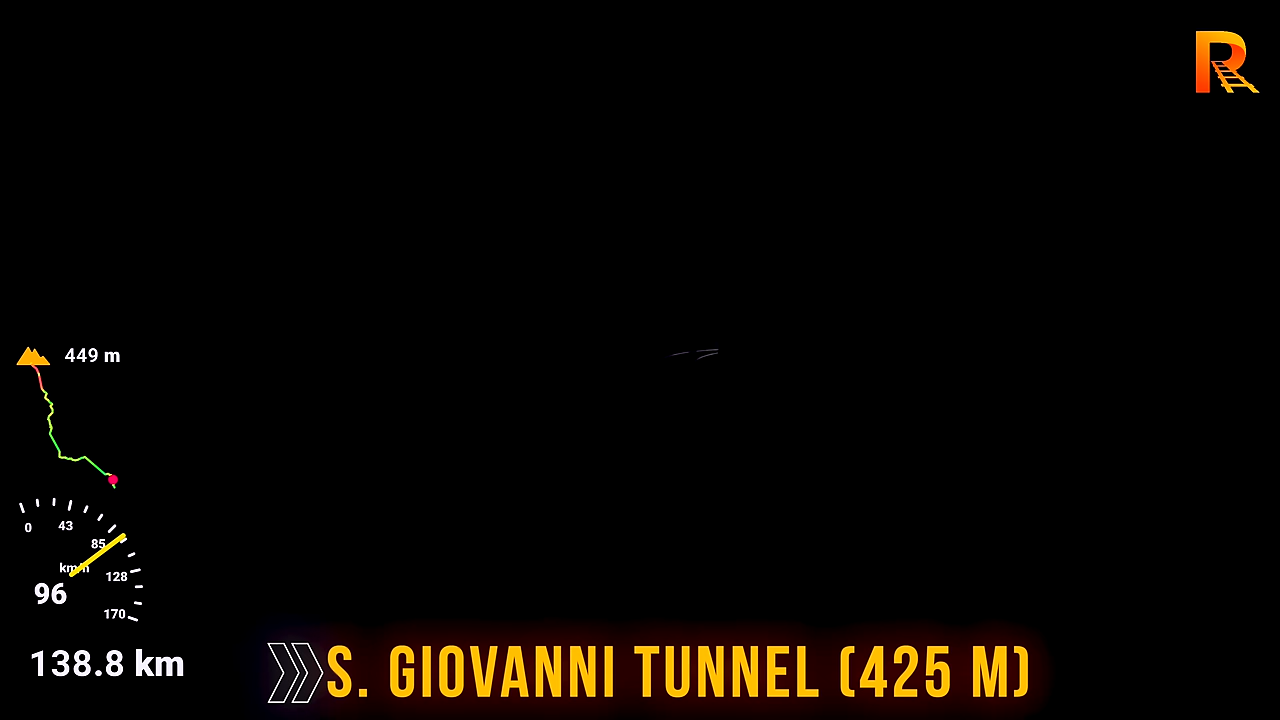 R
449 m
0
43
85
km/h
128
96
170
138.8 km
S. GIOVANNI TUNNEL (425 M)